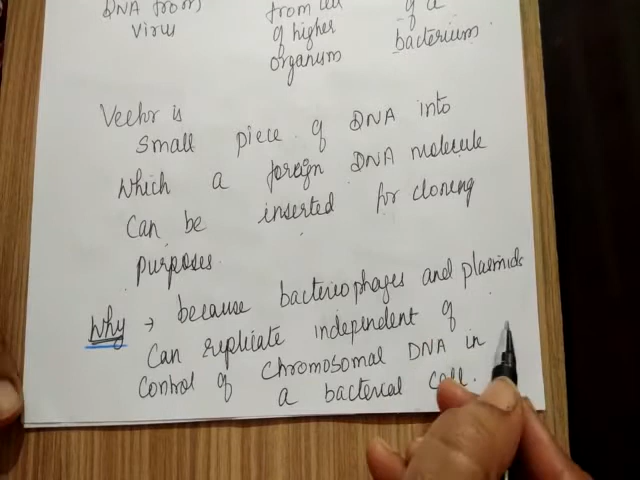 DNA from from cell of a
virus of higher bacterium.
organism
Vector is
small piece of DNA into
which a foreign DNA molecule
can be inserted for cloning
purposes.
Why → because bacteriophages and plasmids
can replicate independent of
control of chromosomal DNA in
a bacterial cell.